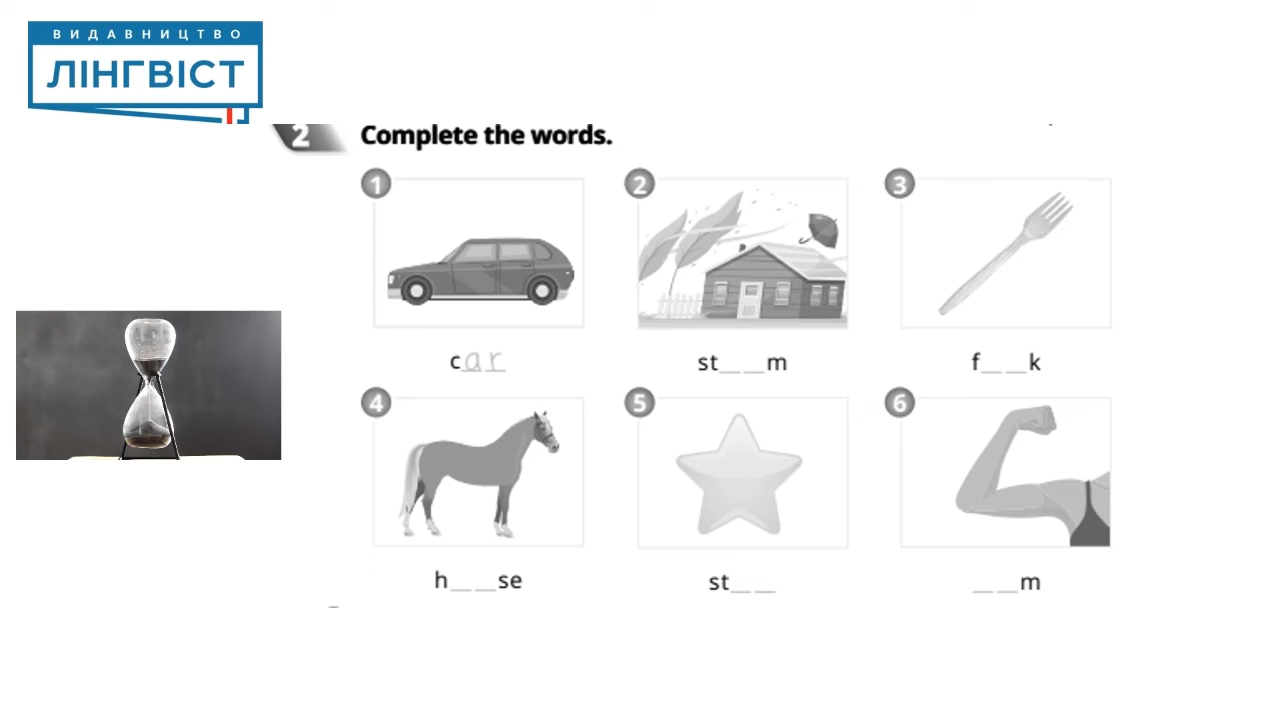 ВИДАВНИЦТВО
ЛІНГВІСТ
2 Complete the words.
1
2
3
car
st__ __m
f__ __k
4
5
6
h__ __se
st__ __
__ __m